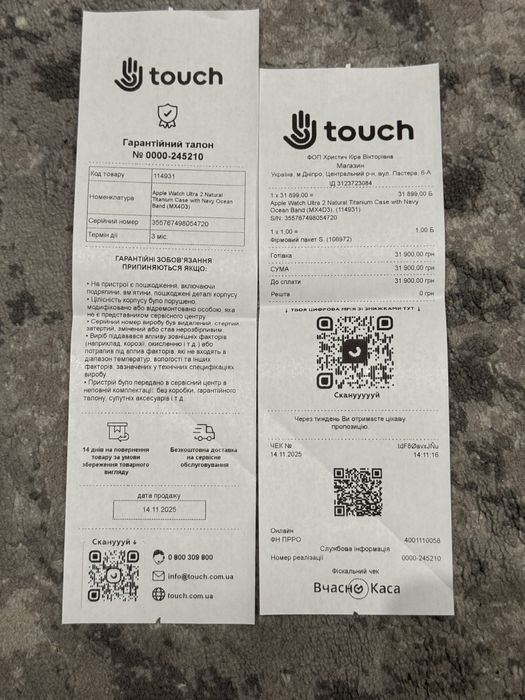 touch
Гарантійний талон
№ 0000-245210
Код товару 114931
Номенклатура Apple Watch Ultra 2 Natural Titanium Case with Navy Ocean Band (MX4D3)
Серійний номер 355767498054720
Термін дії 3 міс.
ГАРАНТІЙНІ ЗОБОВ'ЯЗАННЯ
ПРИПИНЯЮТЬСЯ ЯКЩО:
• На пристрої є пошкодження, включаючи
подряпини, вм'ятини, пошкоджені деталі корпусу
• Цілісність корпусу було порушено,
модифіковано або відремонтовано особою, яка
не є представником сервісного центру.
• Серійний номер виробу був видалений, стертий,
затертий, змінений або став нерозбірливим.
• Виріб піддавався впливу зовнішніх факторів
(наприклад, корозії, окисленню і т.д.) або
потрапив під вплив факторів, які не входять в
діапазон температур, вологості та інших
факторів, зазначених у технічних специфікаціях
виробу.
• Пристрій було передано в сервісний центр в
неповній комплектації: без коробки, гарантійного
талону, супутніх аксесуарів і т.д.
14 днів на повернення
товару за умови
збереження товарного
вигляду
Безкоштовна доставка
на сервісне
обслуговування
дата продажу
14.11.2025
Скануууй ↓
0 800 309 800
info@touch.com.ua
touch.com.ua
touch
ФОП Христич Кіра Вікторівна
Магазин
Україна, м.Дніпро, Центральний р-н, вул. Пастера, 6-А
ІД 3123723084
1 x 31 899,00 = 31 899,00 Б
Apple Watch Ultra 2 Natural Titanium Case with Navy
Ocean Band (MX4D3), (114931)
S/N: 355767498054720
1 x 1,00 = 1,00 Б
Фірмовий пакет S, (106972)
Готівка 31 900,00 грн
СУМА 31 900,00 грн
До сплати 31 900,00 грн
Решта 0 грн
↓ ТВОЯ ЦИФРОВА МРІЯ ЗІ ЗНИЖКАМИ ТУТ ↓
Сканууууй
Через тиждень Ви отримаєте цікаву
пропозицію.
ЧЕК №
14.11.2025 14:11:16
Онлайн
ФН ПРРО 4001110058
Службова інформація
Номер реалізації 0000-245210
Фіскальний чек
Вчасно Каса